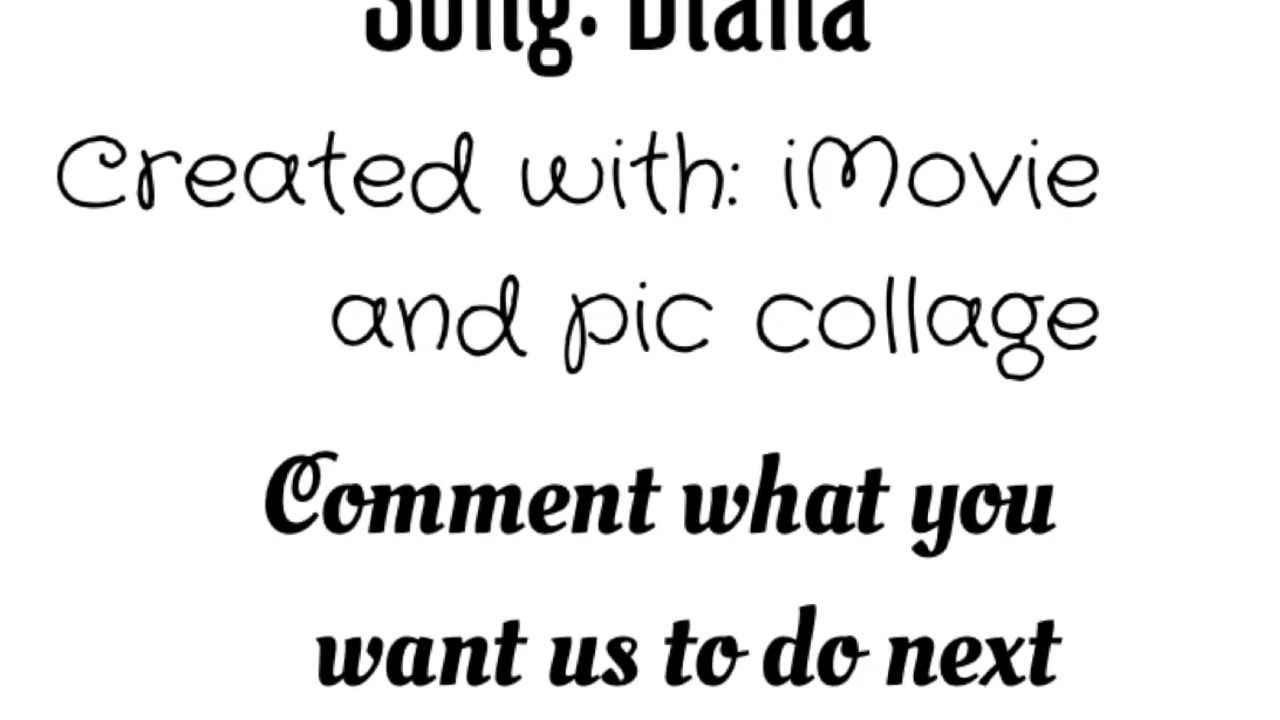 Song: Diana
Created with: iMovie
and pic collage
Comment what you
want us to do next